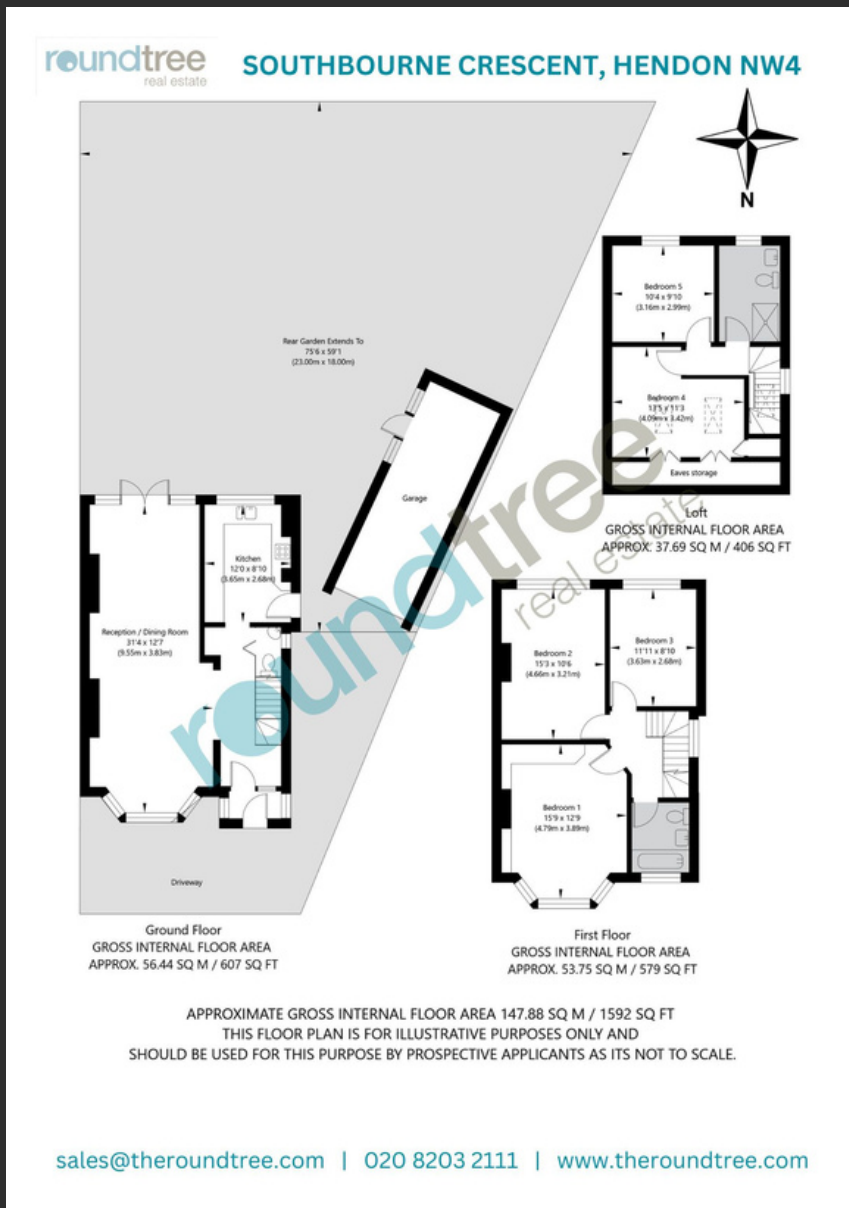 roundtree
real estate
SOUTHBOURNE CRESCENT, HENDON NW4
N
Rear Garden Extends To
75'6 x 59'1
(23.00m x 18.00m)
Garage
Kitchen
12'0 x 8'10
(3.65m x 2.68m)
Reception / Dining Room
31'4 x 12'7
(9.55m x 3.83m)
Driveway
Ground Floor
GROSS INTERNAL FLOOR AREA
APPROX. 56.44 SQ M / 607 SQ FT
Bedroom 5
10'4 x 9'10
(3.16m x 2.99m)
Bedroom 4
13'5 x 11'3
(4.09m x 3.42m)
Eaves storage
Loft
GROSS INTERNAL FLOOR AREA
APPROX. 37.69 SQ M / 406 SQ FT
Bedroom 2
15'3 x 10'6
(4.66m x 3.21m)
Bedroom 3
11'11 x 8'10
(3.63m x 2.68m)
Bedroom 1
15'9 x 12'9
(4.79m x 3.89m)
First Floor
GROSS INTERNAL FLOOR AREA
APPROX. 53.75 SQ M / 579 SQ FT
roundtree
real estate
APPROXIMATE GROSS INTERNAL FLOOR AREA 147.88 SQ M / 1592 SQ FT
THIS FLOOR PLAN IS FOR ILLUSTRATIVE PURPOSES ONLY AND
SHOULD BE USED FOR THIS PURPOSE BY PROSPECTIVE APPLICANTS AS ITS NOT TO SCALE.
sales@theroundtree.com | 020 8203 2111 | www.theroundtree.com